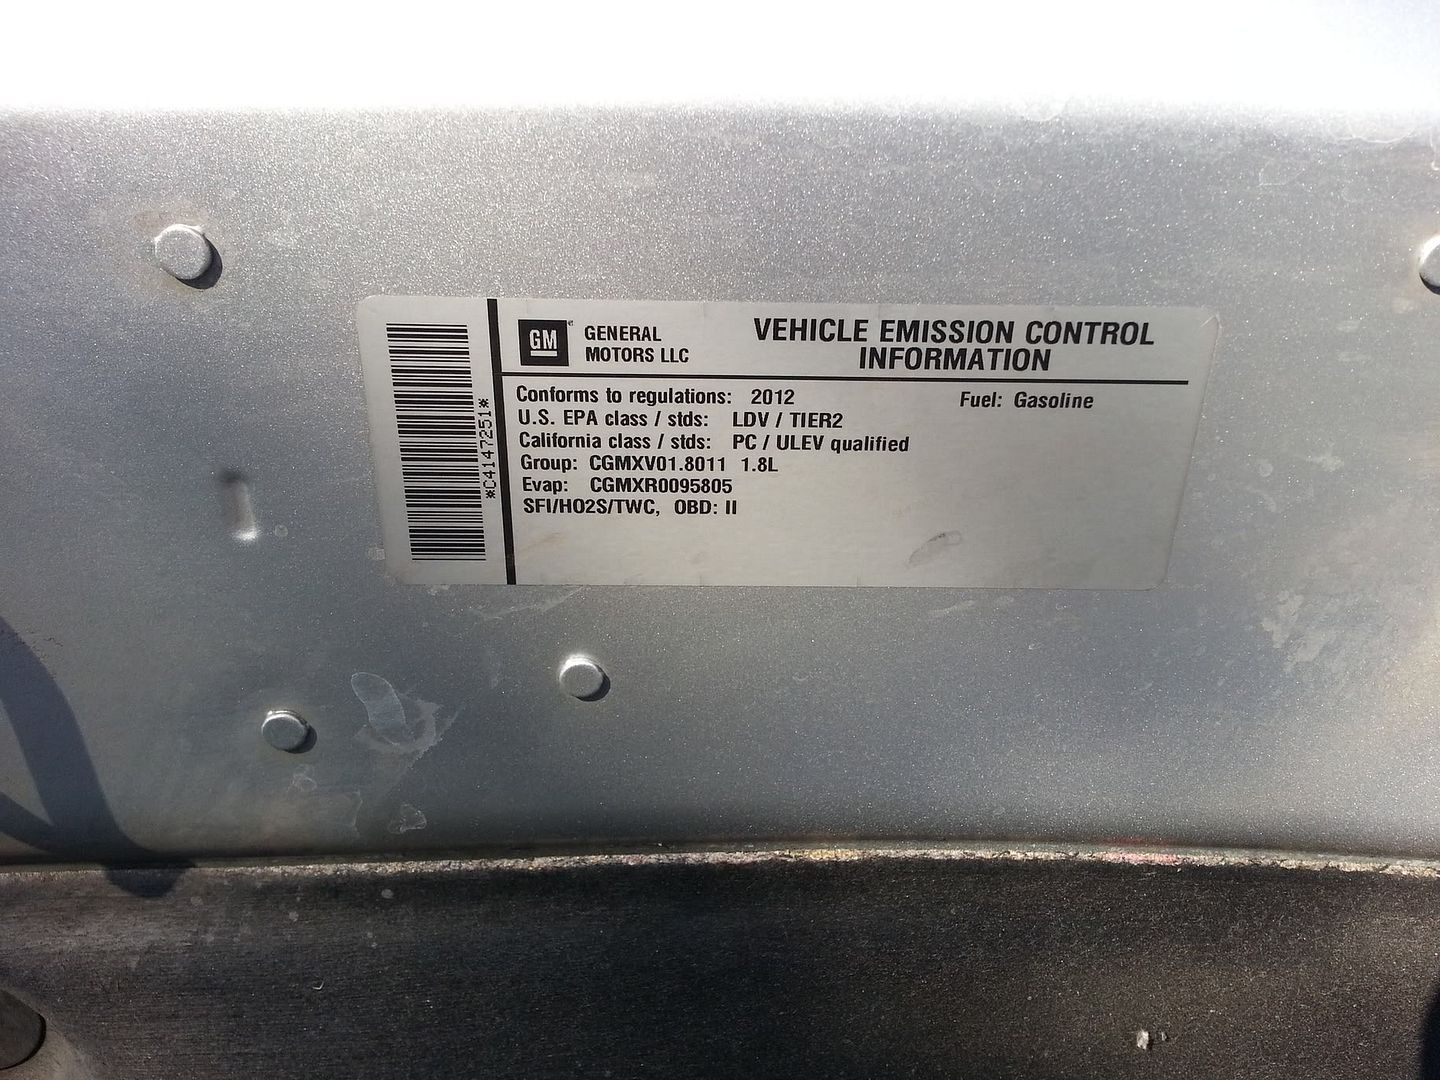 GM
GENERAL
MOTORS LLC
VEHICLE EMISSION CONTROL
INFORMATION
Conforms to regulations: 2012 Fuel: Gasoline
U.S. EPA class / stds: LDV / TIER2
California class / stds: PC / ULEV qualified
Group: CGMXV01.8011 1.8L
Evap: CGMXR0095805
SFI/HO2S/TWC, OBD: II
*C4147251*